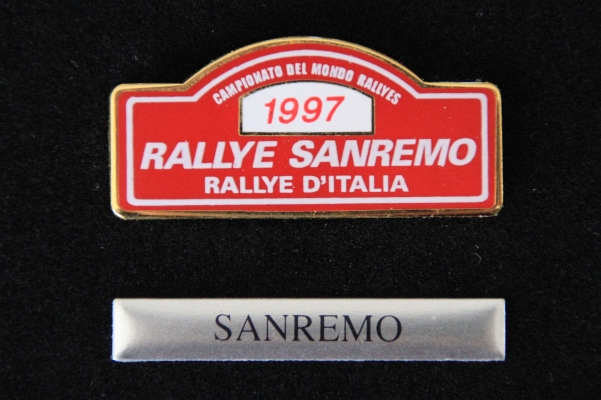 CAMPIONATO DEL MONDO RALLYES
1997
RALLYE SANREMO
RALLYE D'ITALIA
SANREMO